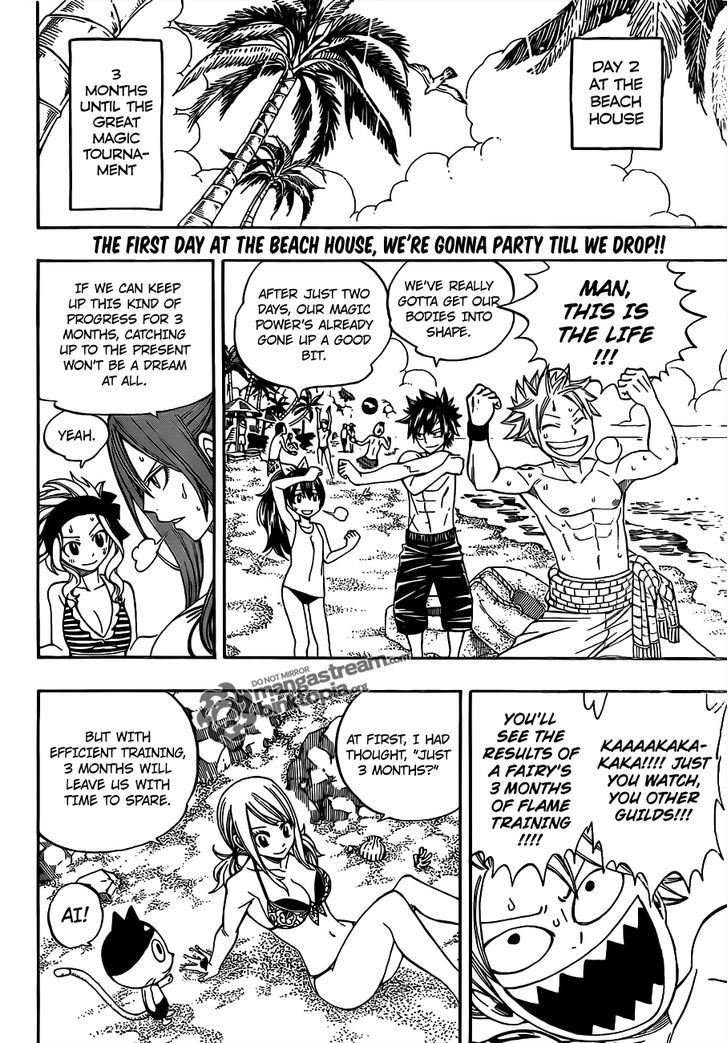 DAY 2
AT THE
BEACH
HOUSE
3
MONTHS
UNTIL THE
GREAT
MAGIC
TOURNA-
MENT
THE FIRST DAY AT THE BEACH HOUSE, WE'RE GONNA PARTY TILL WE DROP!!
MAN,
THIS IS
THE LIFE
!!!
WE'VE REALLY
GOTTA GET OUR
BODIES INTO
SHAPE.
AFTER JUST TWO
DAYS, OUR MAGIC
POWER'S ALREADY
GONE UP A GOOD
BIT.
IF WE CAN KEEP
UP THIS KIND OF
PROGRESS FOR 3
MONTHS, CATCHING
UP TO THE PRESENT
WON'T BE A DREAM
AT ALL.
YEAH.
DO NOT MIRROR
mangastream.com
binktopia.org
KAAAAKAKA-
KAKA!!!! JUST
YOU WATCH,
YOU OTHER
GUILDS!!!
YOU'LL
SEE THE
RESULTS OF
A FAIRY'S
3 MONTHS
OF FLAME
TRAINING
!!!!
AT FIRST, I HAD
THOUGHT, "JUST
3 MONTHS?"
BUT WITH
EFFICIENT TRAINING,
3 MONTHS WILL
LEAVE US WITH
TIME TO SPARE.
AI!